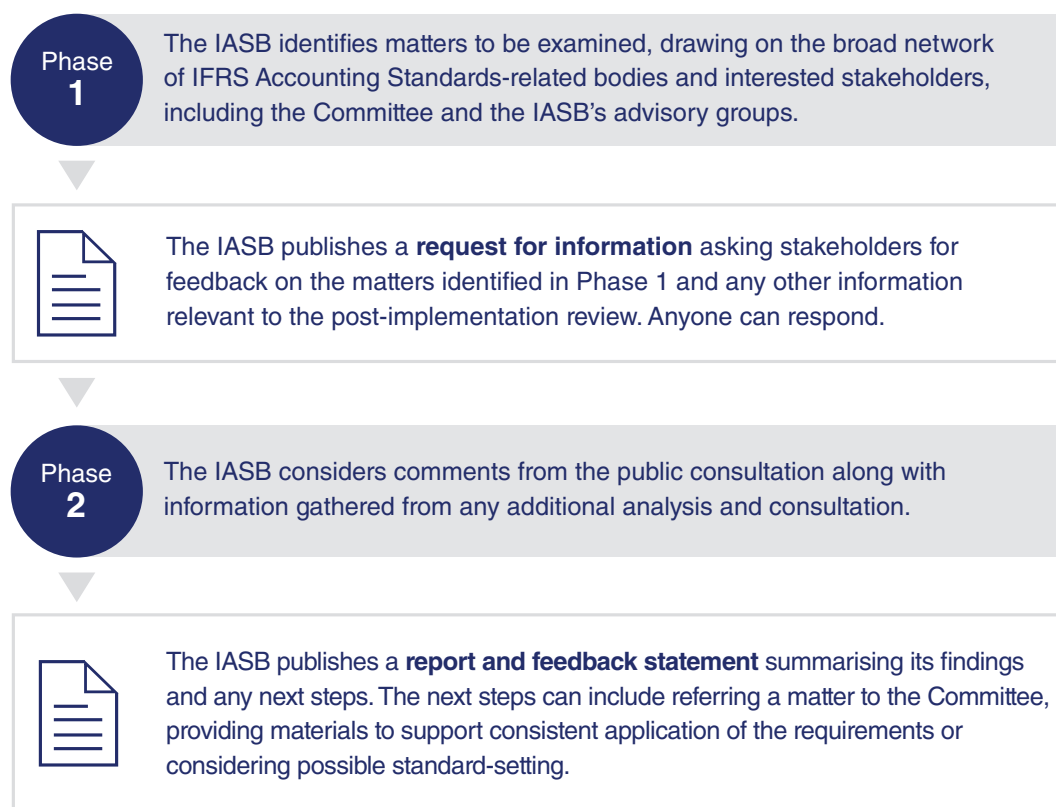 Phase
1
The IASB identifies matters to be examined, drawing on the broad network
of IFRS Accounting Standards-related bodies and interested stakeholders,
including the Committee and the IASB’s advisory groups.
The IASB publishes a request for information asking stakeholders for
feedback on the matters identified in Phase 1 and any other information
relevant to the post-implementation review. Anyone can respond.
Phase
2
The IASB considers comments from the public consultation along with
information gathered from any additional analysis and consultation.
The IASB publishes a report and feedback statement summarising its findings
and any next steps. The next steps can include referring a matter to the Committee,
providing materials to support consistent application of the requirements or
considering possible standard-setting.